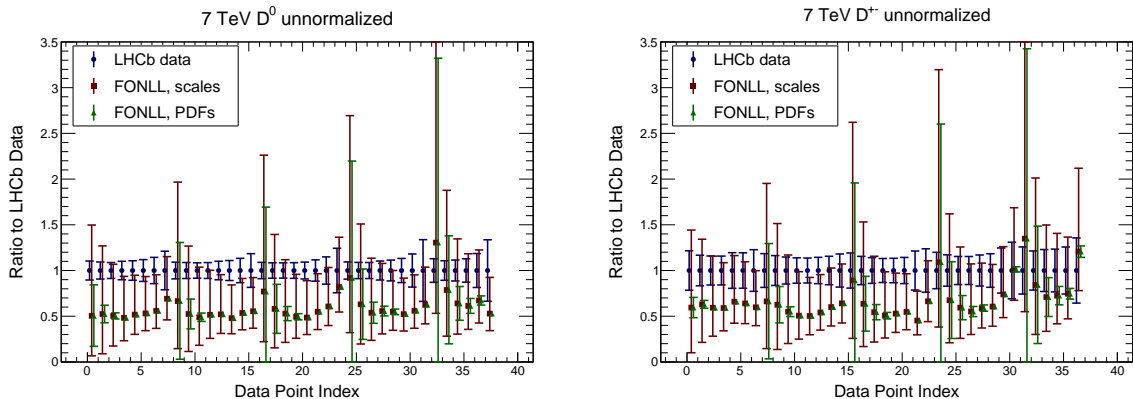 7 TeV D⁰ unnormalized
Ratio to LHCb Data
3.5
3
2.5
2
1.5
1
0.5
0
LHCb data
FONLL, scales
FONLL, PDFs
0 5 10 15 20 25 30 35 40
Data Point Index
7 TeV D⁺⁻ unnormalized
Ratio to LHCb Data
3.5
3
2.5
2
1.5
1
0.5
0
LHCb data
FONLL, scales
FONLL, PDFs
0 5 10 15 20 25 30 35 40
Data Point Index